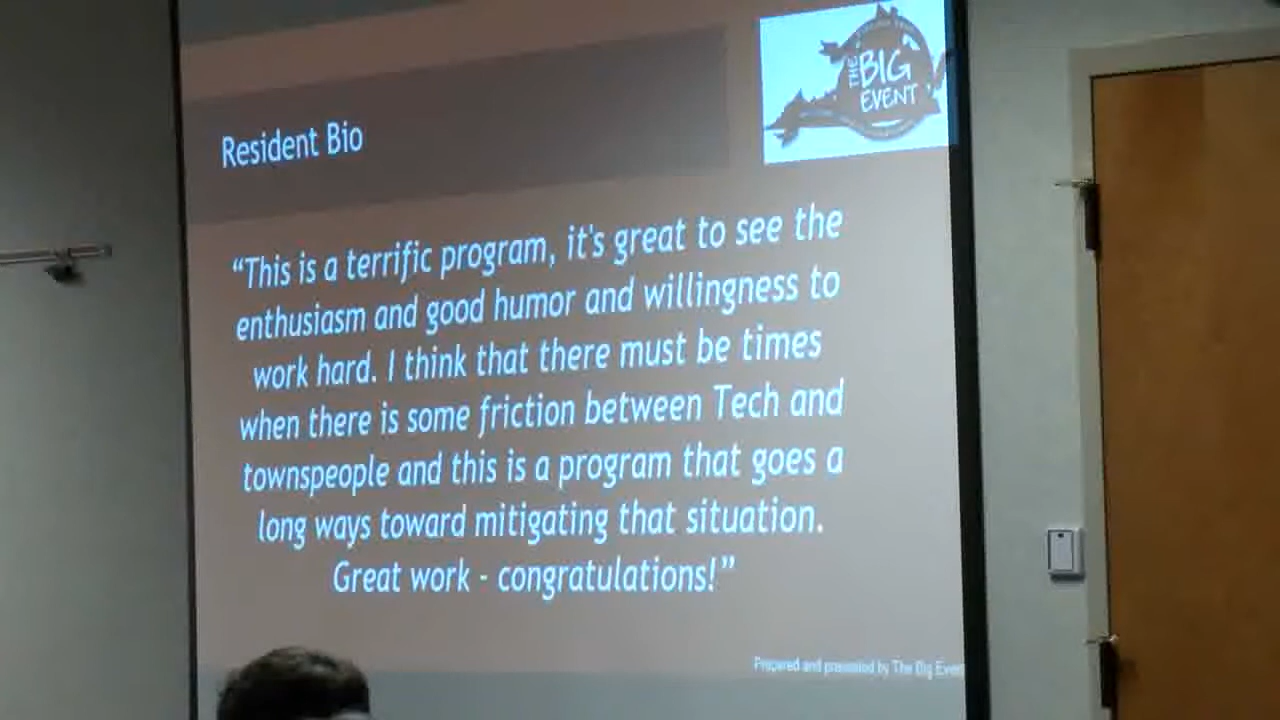 THE BIG EVENT
Resident Bio
“This is a terrific program, it's great to see the
enthusiasm and good humor and willingness to
work hard. I think that there must be times
when there is some friction between Tech and
townspeople and this is a program that goes a
long ways toward mitigating that situation.
Great work - congratulations!”
Prepared and presented by The Big Even